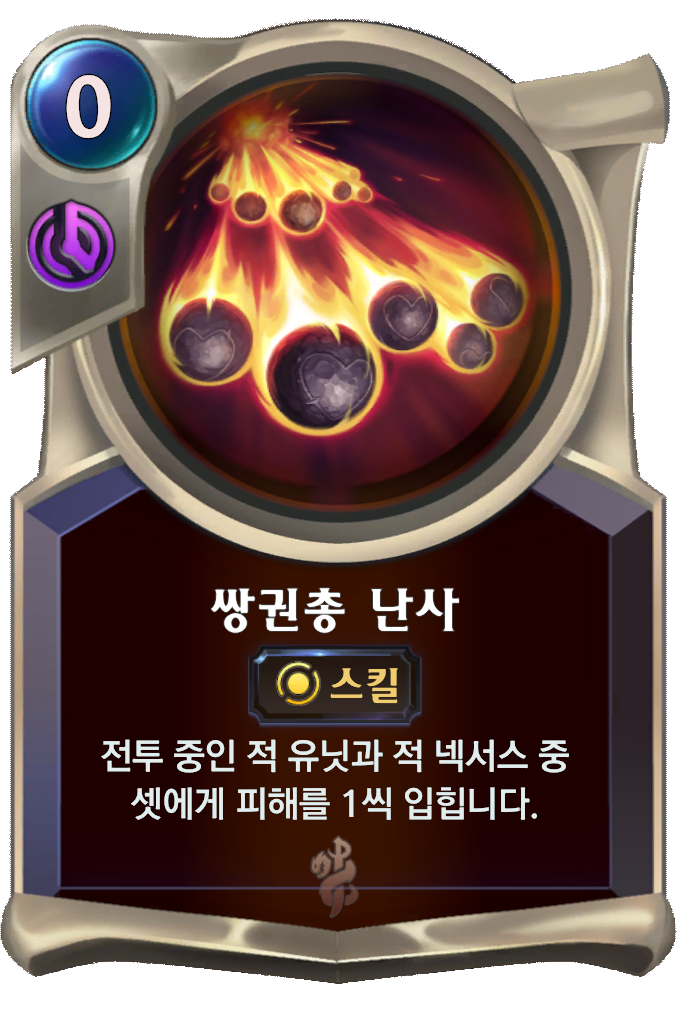 0
쌍권총 난사
스킬
전투 중인 적 유닛과 적 넥서스 중
셋에게 피해를 1씩 입힙니다.